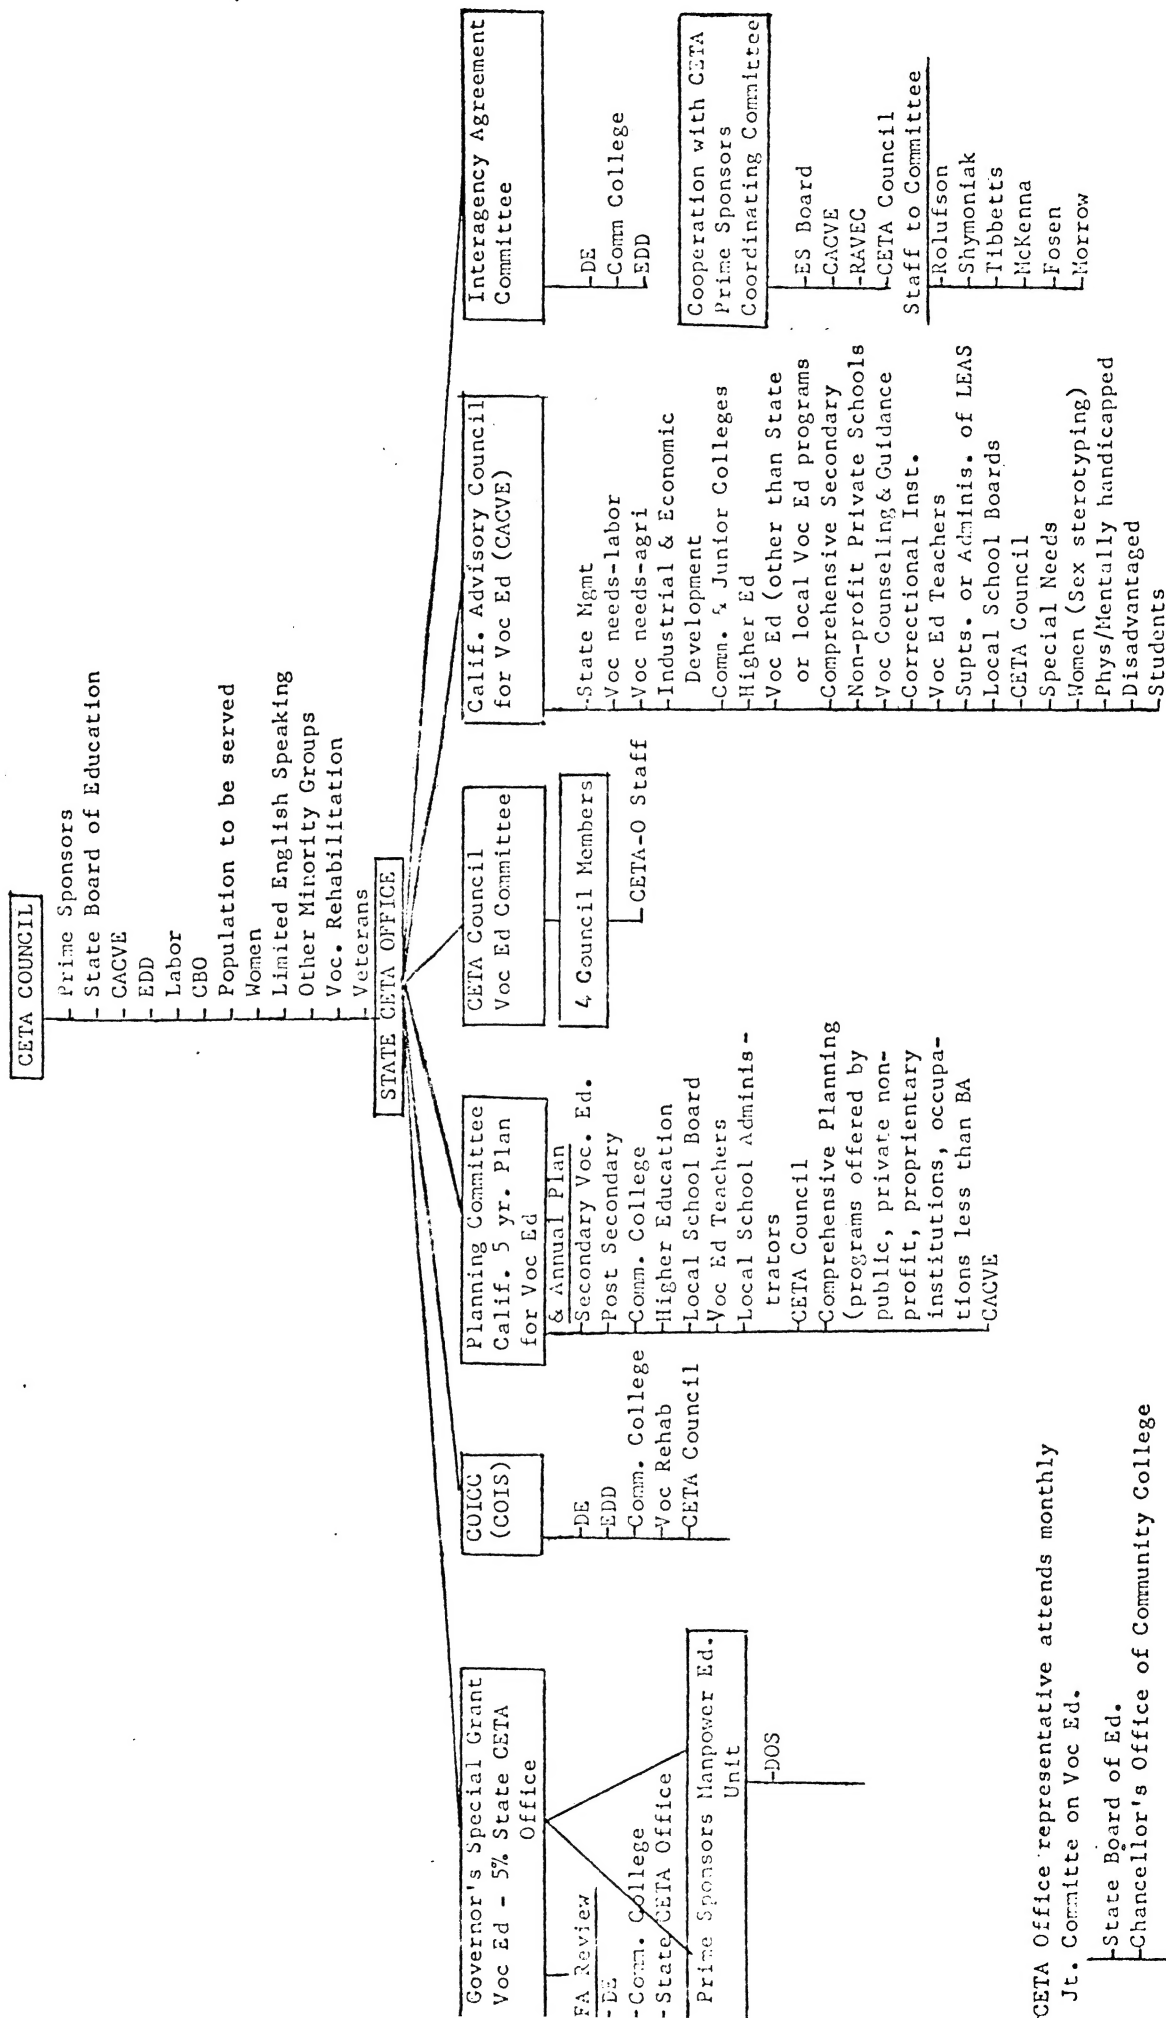 CETA COUNCIL
Prime Sponsors
State Board of Education
CACVE
EDD
Labor
CBO
Population to be served
Women
Limited English Speaking
Other Minority Groups
Voc. Rehabilitation
Veterans
STATE CETA OFFICE
Governor's Special Grant
Voc Ed - 5% State CETA
Office
FA Review
-DE
-Comm. College
-State CETA Office
Prime Sponsors Manpower Ed.
Unit
-DOS
COICC
(COIS)
-DE
-EDD
-Comm. College
-Voc Rehab
-CETA Council
Planning Committee
Calif. 5 yr. Plan
for Voc Ed
& Annual Plan
-Secondary Voc. Ed.
-Post Secondary
-Comm. College
-Higher Education
-Local School Board
-Voc Ed Teachers
-Local School Adminis-
trators
-CETA Council
-Comprehensive Planning
(programs offered by
public, private non-
profit, proprientary
institutions, occupa-
tions less than BA
-CACVE
CETA Council
Voc Ed Committee
4 Council Members
CETA-O Staff
Calif. Advisory Council
for Voc Ed (CACVE)
-State Mgmt
-Voc needs-labor
-Voc needs-agri
-Industrial & Economic
Development
-Comm. & Junior Colleges
-Higher Ed
-Voc Ed (other than State
or local Voc Ed programs
-Comprehensive Secondary
-Non-profit Private Schools
-Voc Counseling & Guidance
-Correctional Inst.
-Voc Ed Teachers
-Supts. or Adminis. of LEAS
-Local School Boards
-CETA Council
-Special Needs
-Women (Sex sterotyping)
-Phys/Mentally handicapped
-Disadvantaged
-Students
Interagency Agreement
Committee
-DE
-Comm College
-EDD
Cooperation with CETA
Prime Sponsors
Coordinating Committee
-ES Board
-CACVE
-RAVEC
-CETA Council
Staff to Committee
-Rolufson
-Shymoniak
-Tibbetts
-McKenna
-Fosen
-Morrow
CETA Office representative attends monthly
Jt. Committe on Voc Ed.
-State Board of Ed.
-Chancellor's Office of Community College